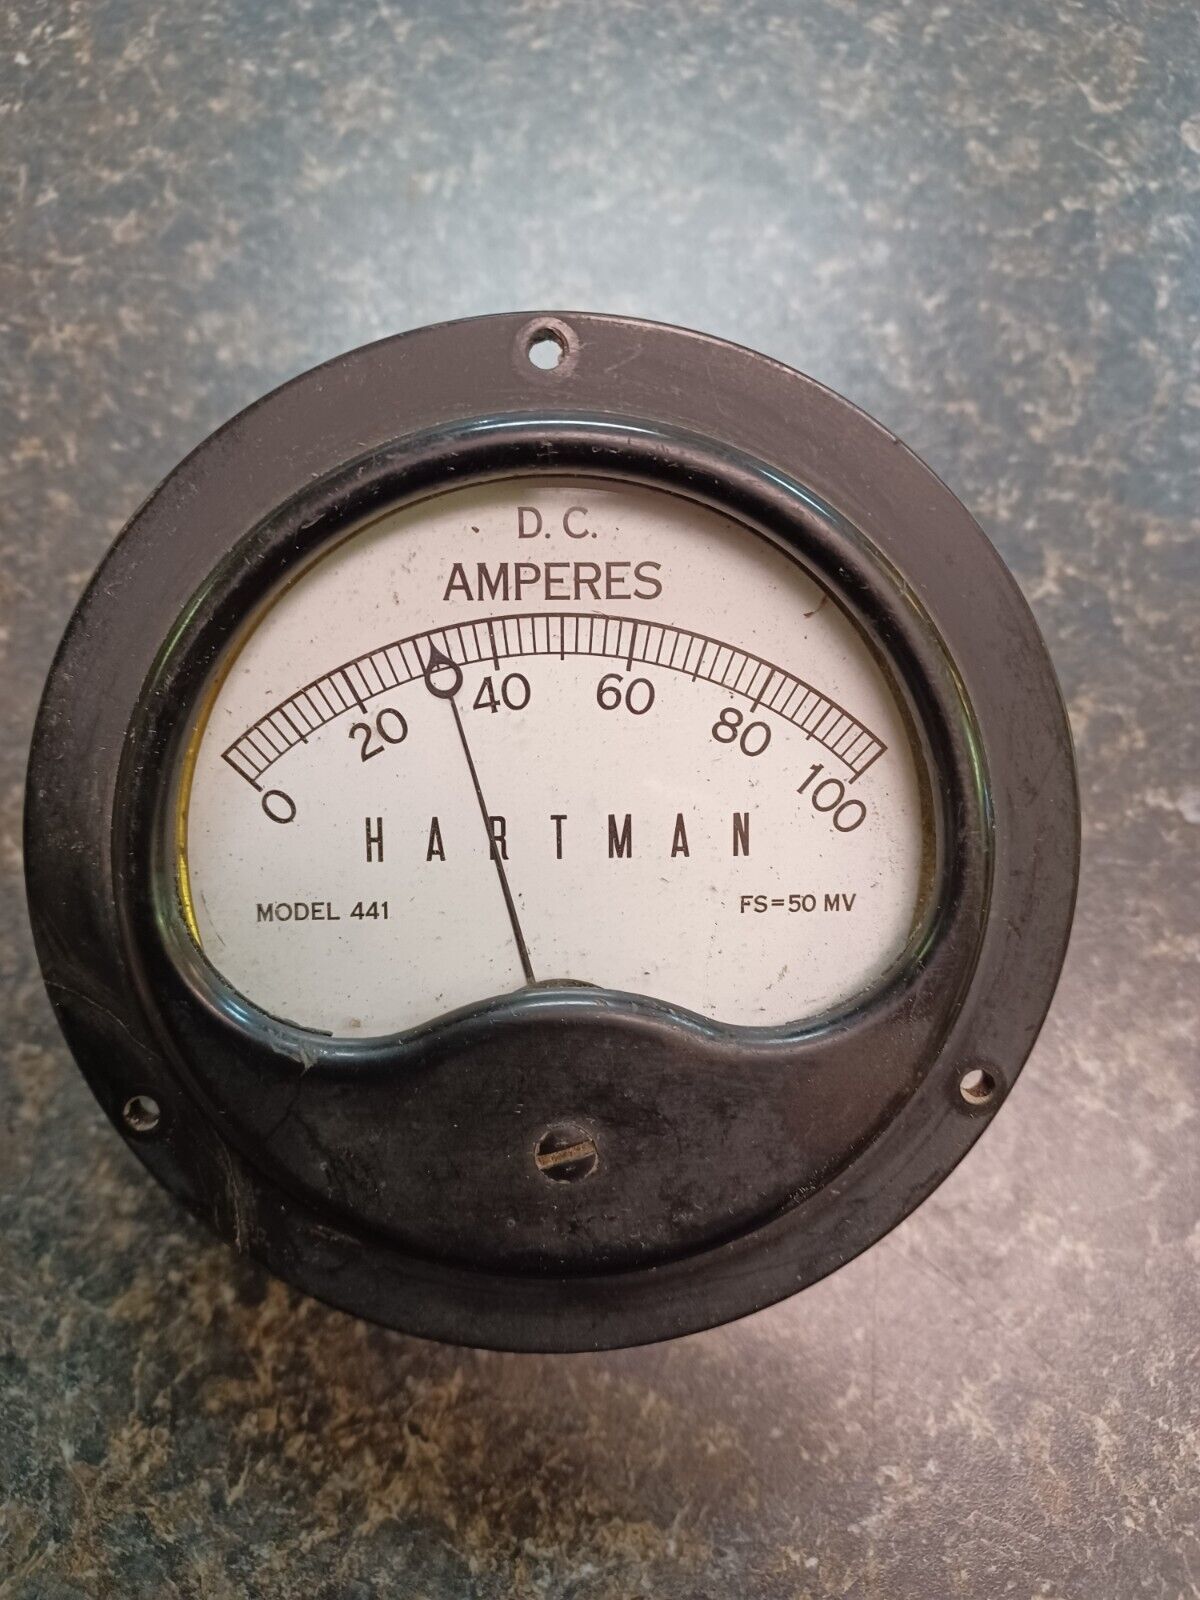 D. C.
AMPERES
0 20 40 60 80 100
HARTMAN
MODEL 441 FS=50 MV